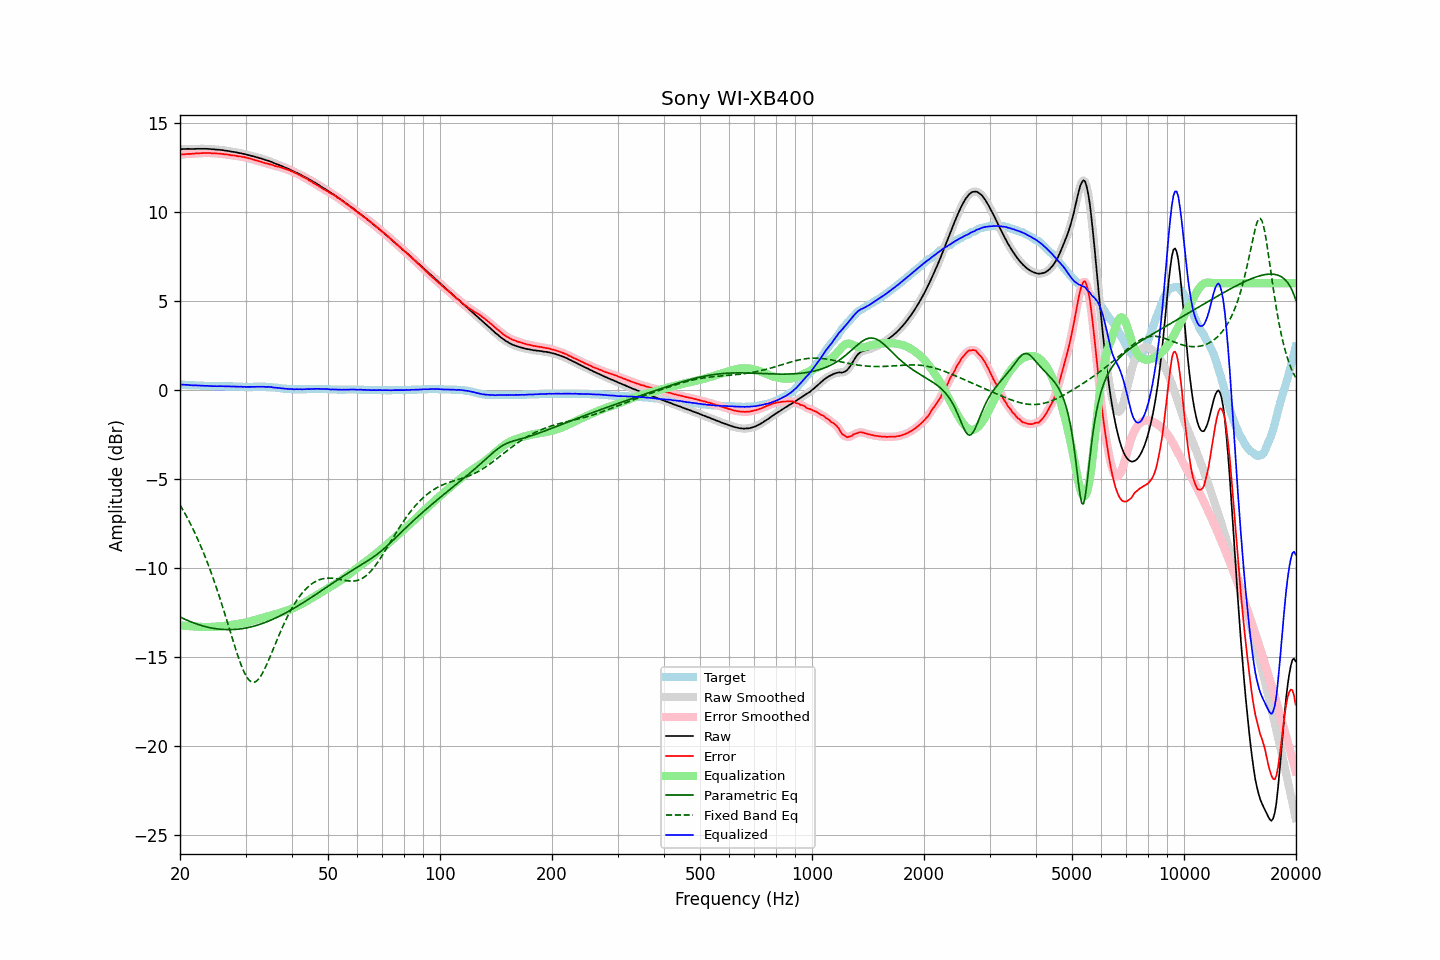 Sony WI-XB400
Amplitude (dBr)
15
10
5
0
−5
−10
−15
−20
−25
Target
Raw Smoothed
Error Smoothed
Raw
Error
Equalization
Parametric Eq
Fixed Band Eq
Equalized
20 50 100 200 500 1000 2000 5000 10000 20000
Frequency (Hz)